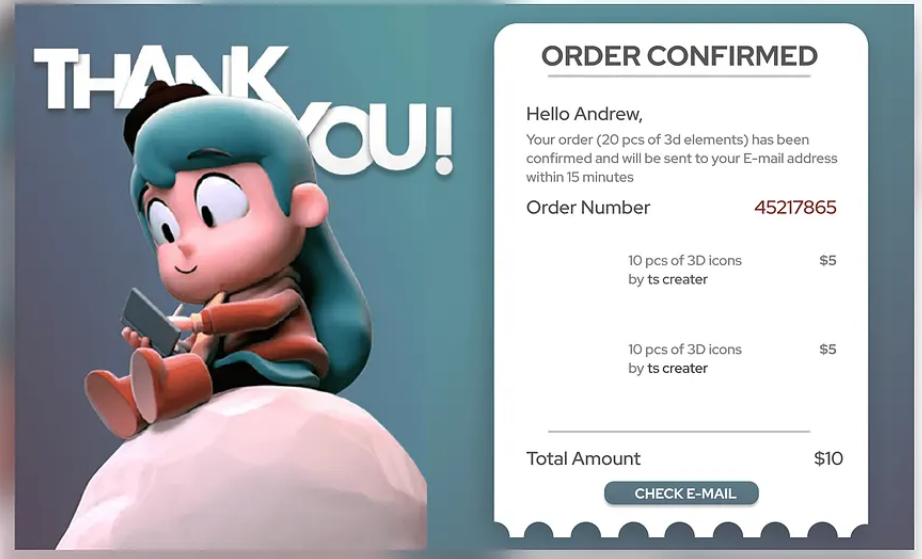 THANK
YOU!
ORDER CONFIRMED
Hello Andrew,
Your order (20 pcs of 3d elements) has been
confirmed and will be sent to your E-mail address
within 15 minutes
Order Number 45217865
10 pcs of 3D icons $5
by ts creater
10 pcs of 3D icons $5
by ts creater
Total Amount $10
CHECK E-MAIL